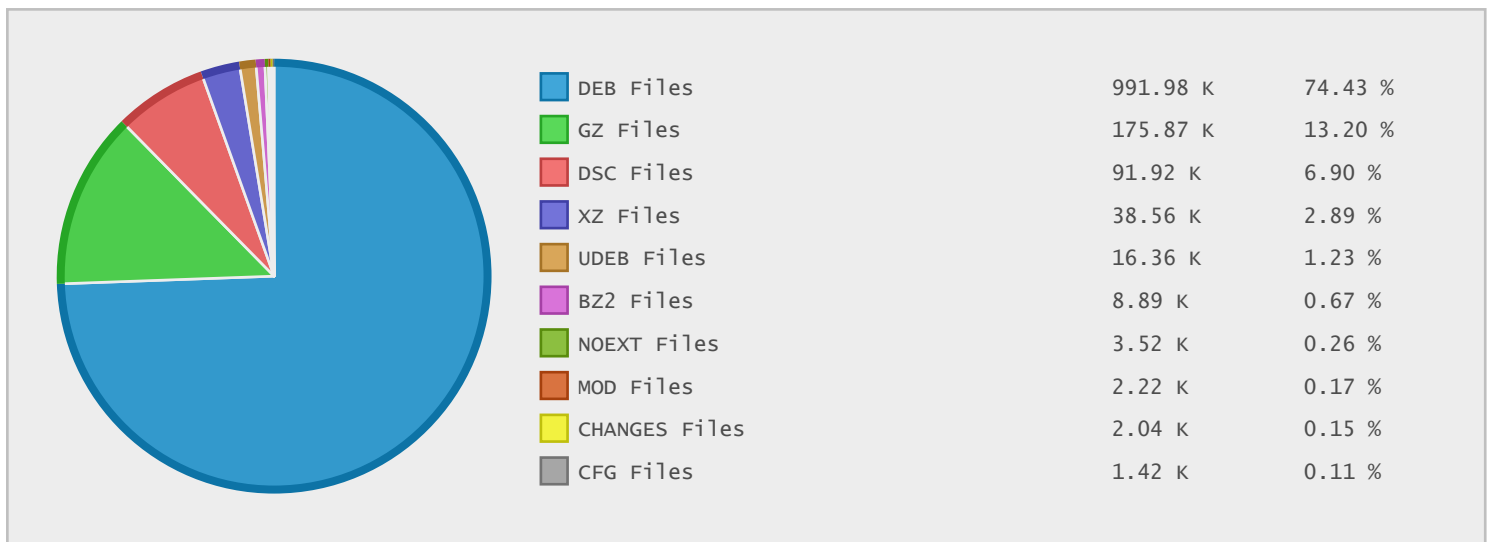 DEB Files 991.98 K 74.43 %
GZ Files 175.87 K 13.20 %
DSC Files 91.92 K 6.90 %
XZ Files 38.56 K 2.89 %
UDEB Files 16.36 K 1.23 %
BZ2 Files 8.89 K 0.67 %
NOEXT Files 3.52 K 0.26 %
MOD Files 2.22 K 0.17 %
CHANGES Files 2.04 K 0.15 %
CFG Files 1.42 K 0.11 %